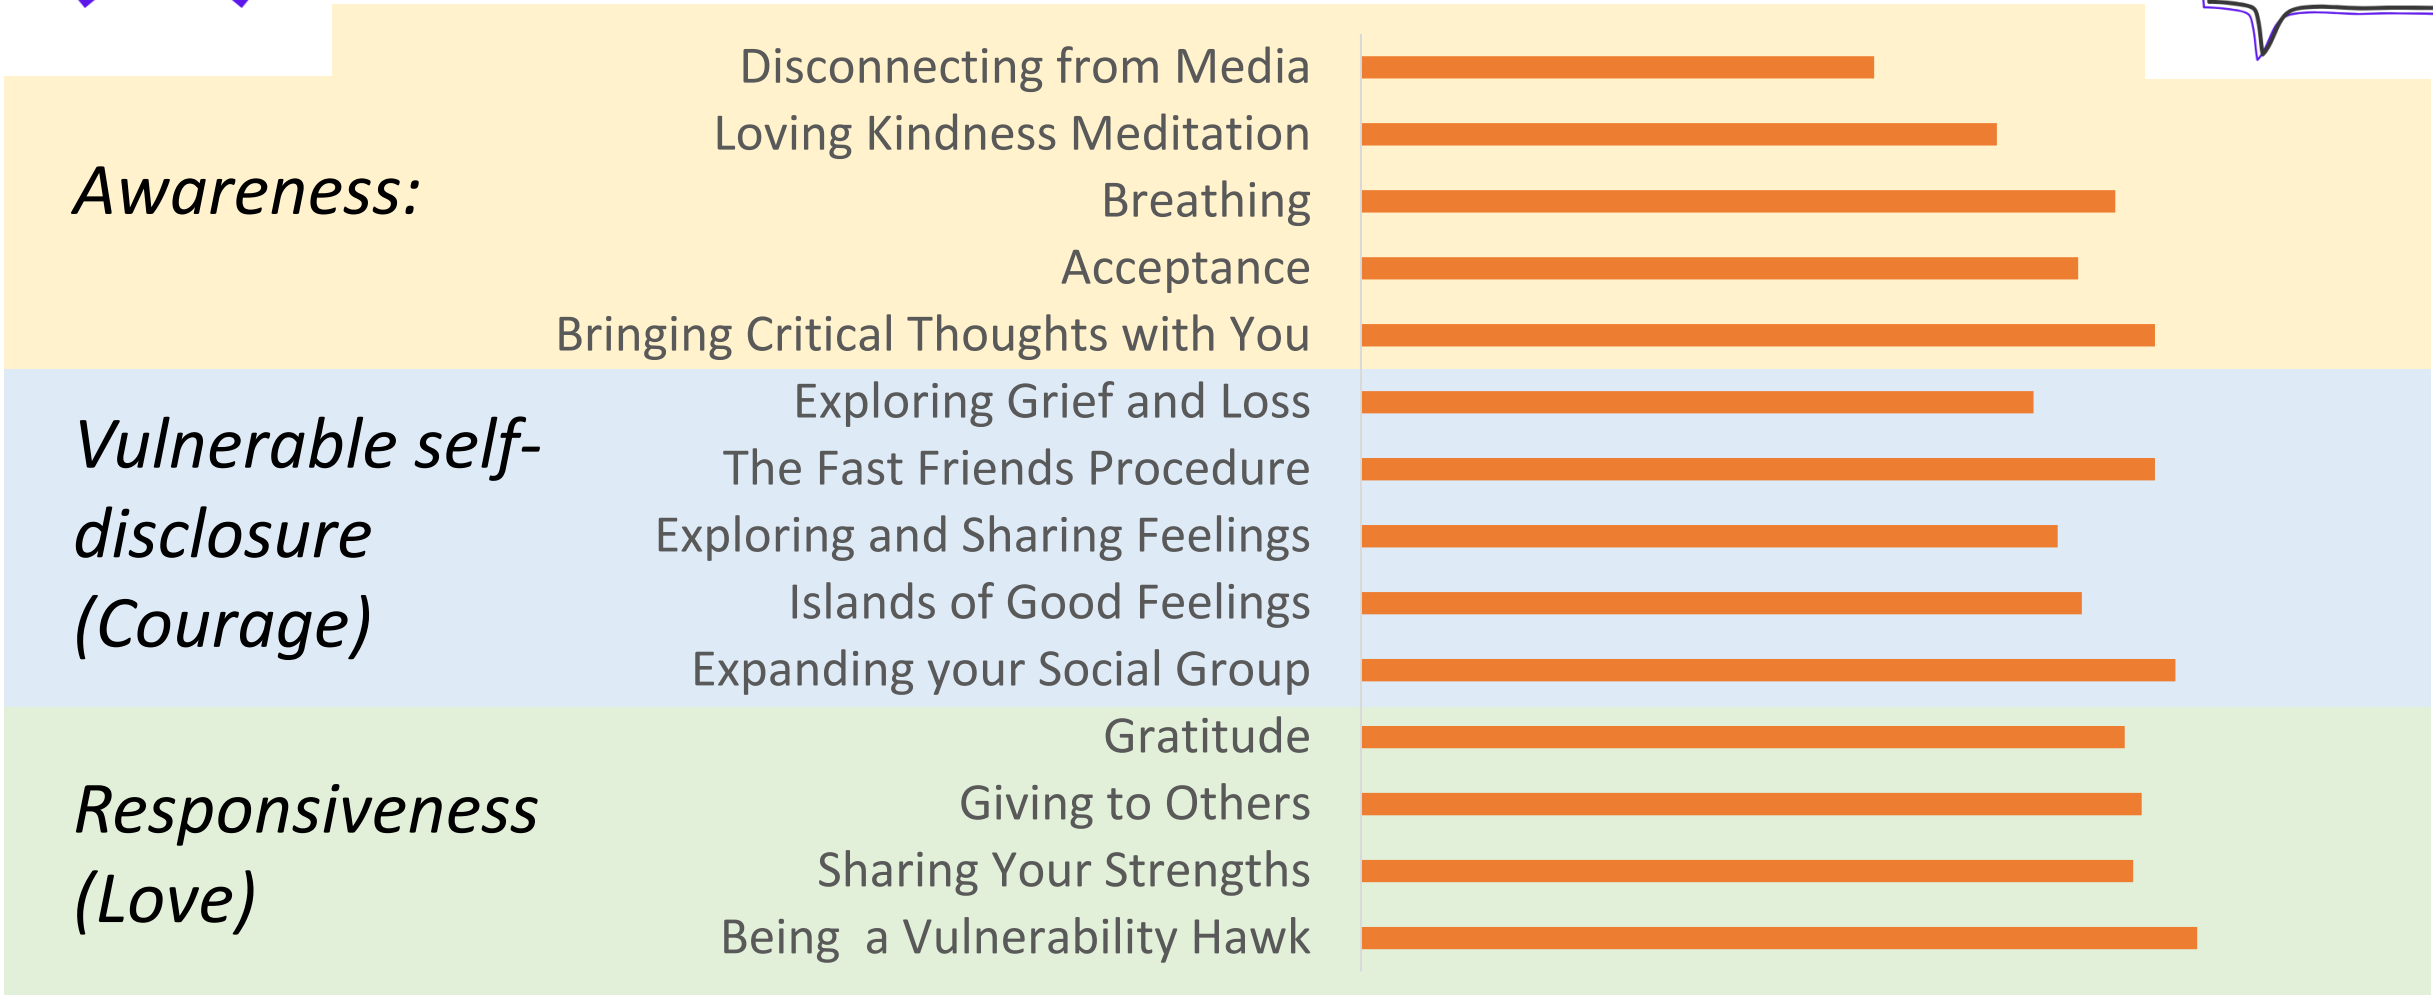 Awareness:
Disconnecting from Media
Loving Kindness Meditation
Breathing
Acceptance
Bringing Critical Thoughts with You
Vulnerable self-
disclosure
(Courage)
Exploring Grief and Loss
The Fast Friends Procedure
Exploring and Sharing Feelings
Islands of Good Feelings
Expanding your Social Group
Responsiveness
(Love)
Gratitude
Giving to Others
Sharing Your Strengths
Being  a Vulnerability Hawk